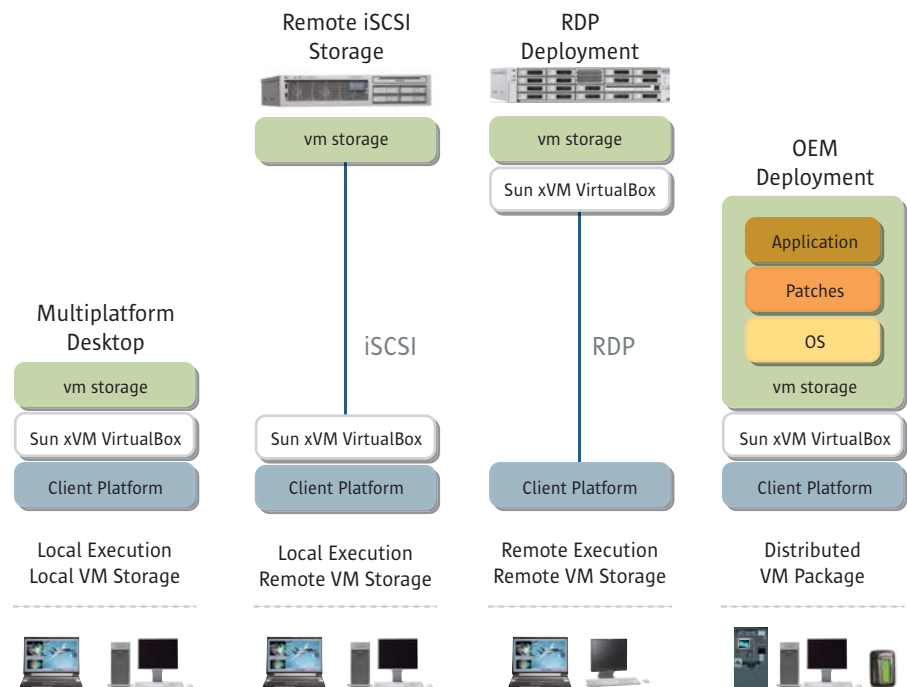 Multiplatform
Desktop
vm storage
Sun xVM VirtualBox
Client Platform
Local Execution
Local VM Storage
Remote iSCSI
Storage
vm storage
iSCSI
Sun xVM VirtualBox
Client Platform
Local Execution
Remote VM Storage
RDP
Deployment
vm storage
Sun xVM VirtualBox
RDP
Client Platform
Remote Execution
Remote VM Storage
OEM
Deployment
Application
Patches
OS
vm storage
Sun xVM VirtualBox
Client Platform
Distributed
VM Package